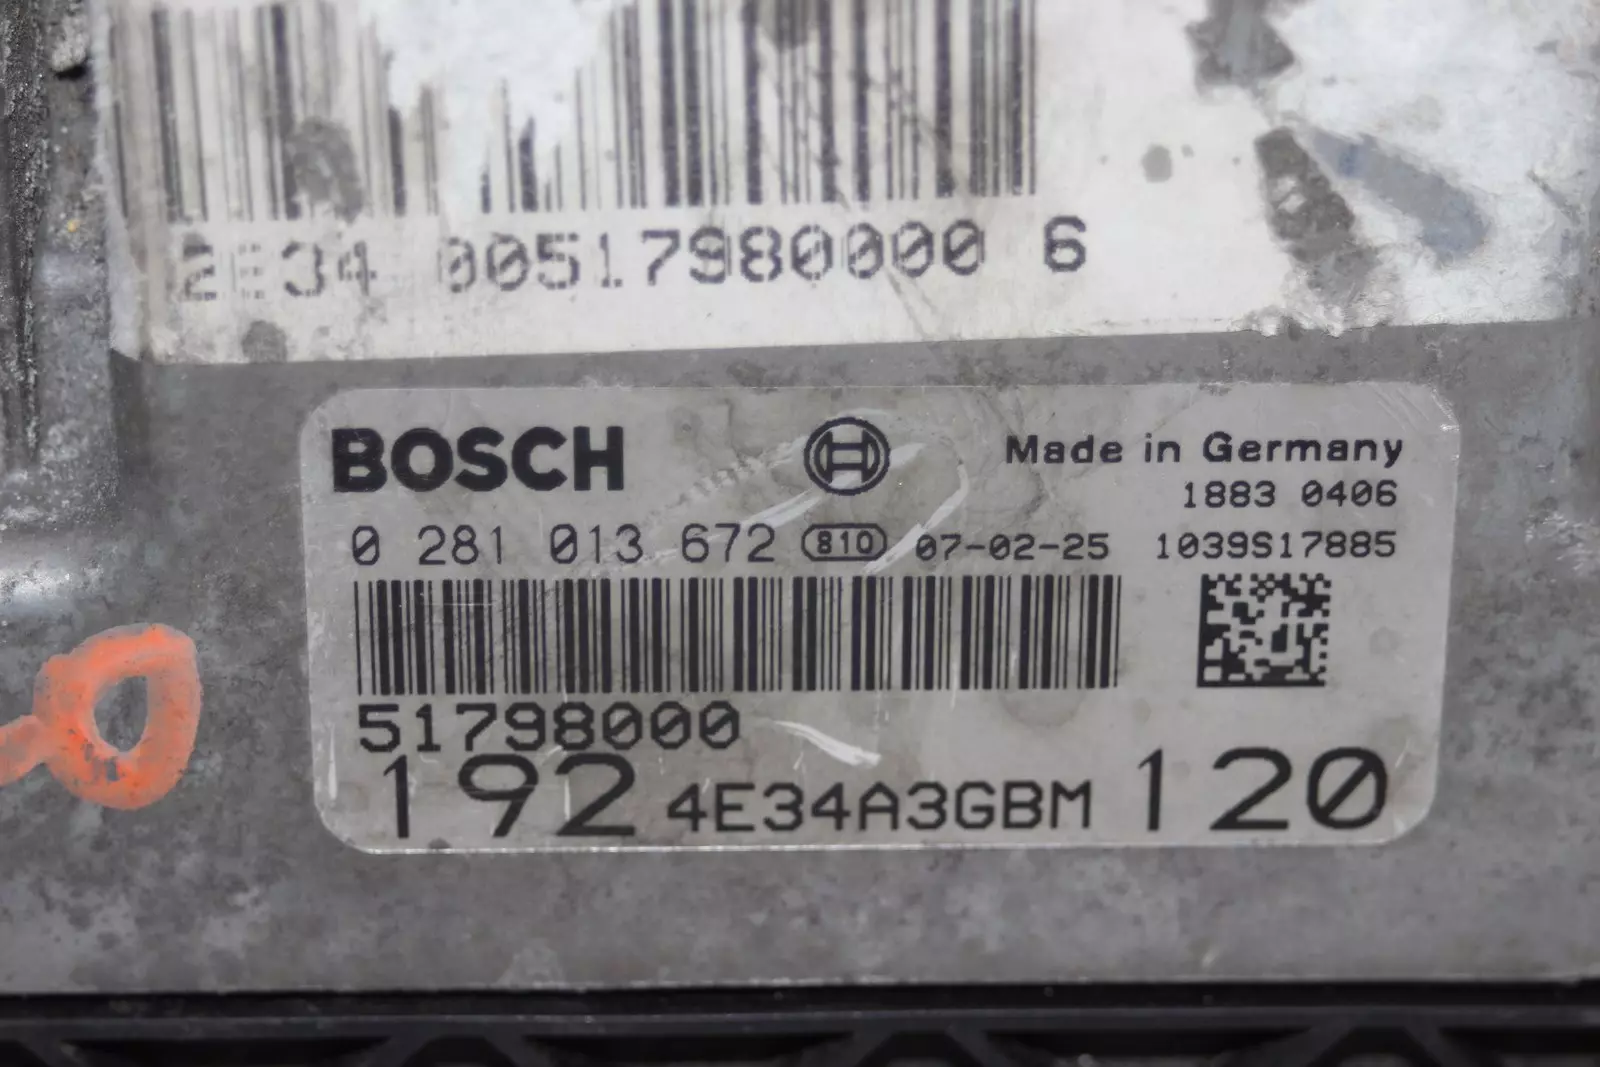 2E34 00517980000 6
BOSCH
Made in Germany
1883 0406
0 281 013 672 810 07-02-25 1039S17885
51798000
192 4E34A3GBM 120